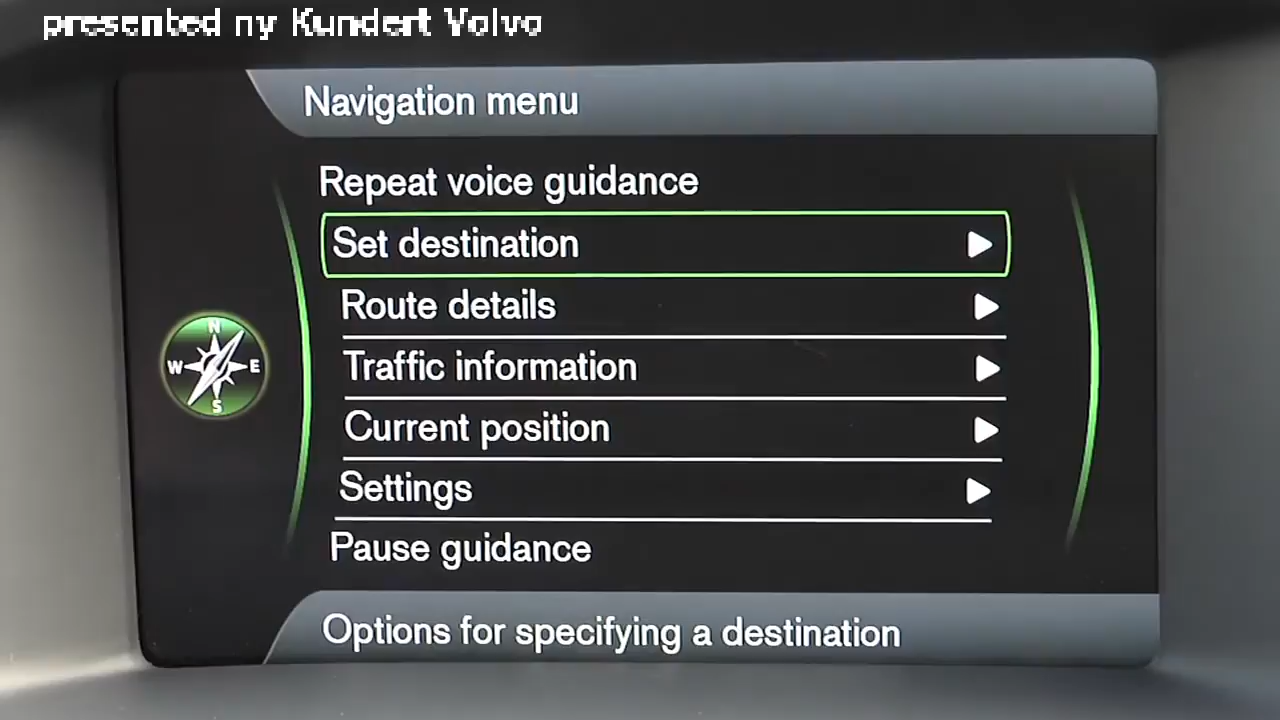 presented ny Kundert Volvo
Navigation menu
Repeat voice guidance
Set destination
Route details
Traffic information
Current position
Settings
Pause guidance
N
W E
S
Options for specifying a destination